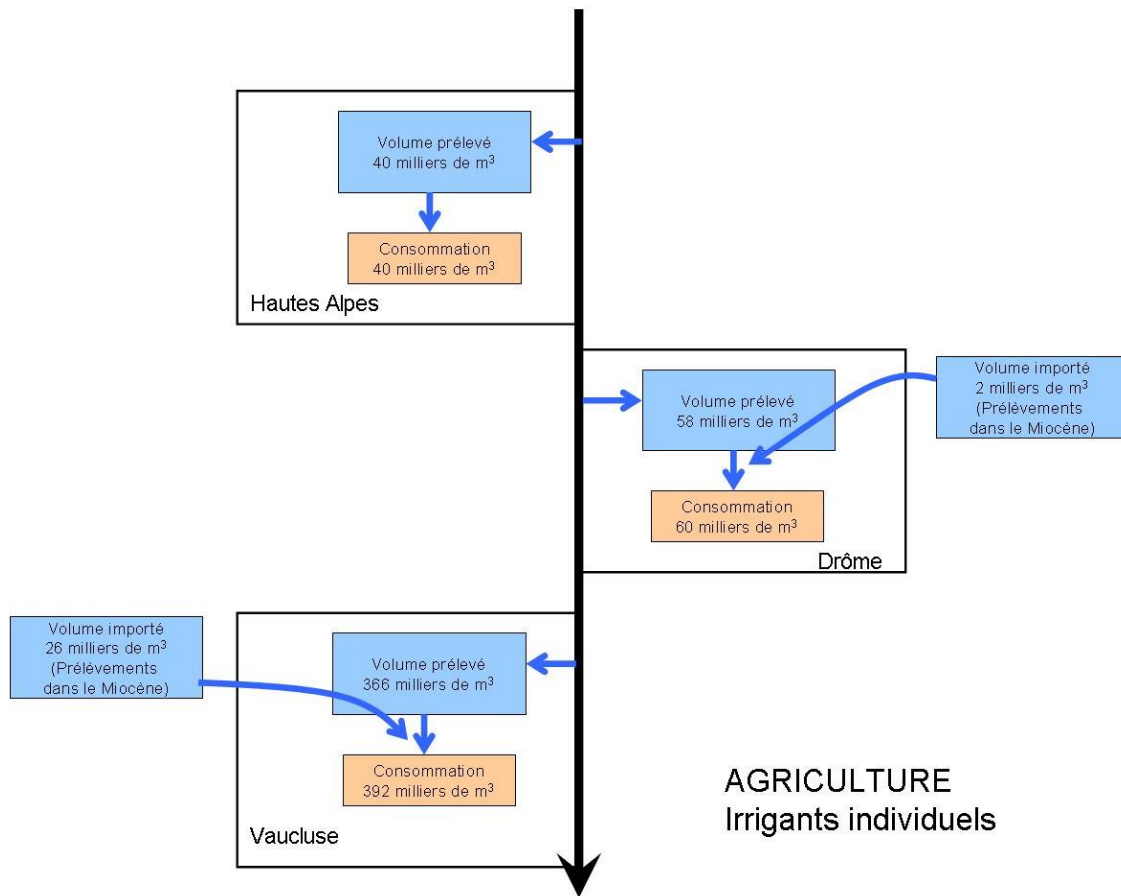 Volume prélevé
40 milliers de m³
Consommation
40 milliers de m³
Hautes Alpes
Volume prélevé
58 milliers de m³
Volume importé
2 milliers de m³
(Prélèvements
dans le Miocène)
Consommation
60 milliers de m³
Drôme
Volume importé
26 milliers de m³
(Prélèvements
dans le Miocène)
Volume prélevé
366 milliers de m³
Consommation
392 milliers de m³
Vaucluse
AGRICULTURE
Irrigants individuels